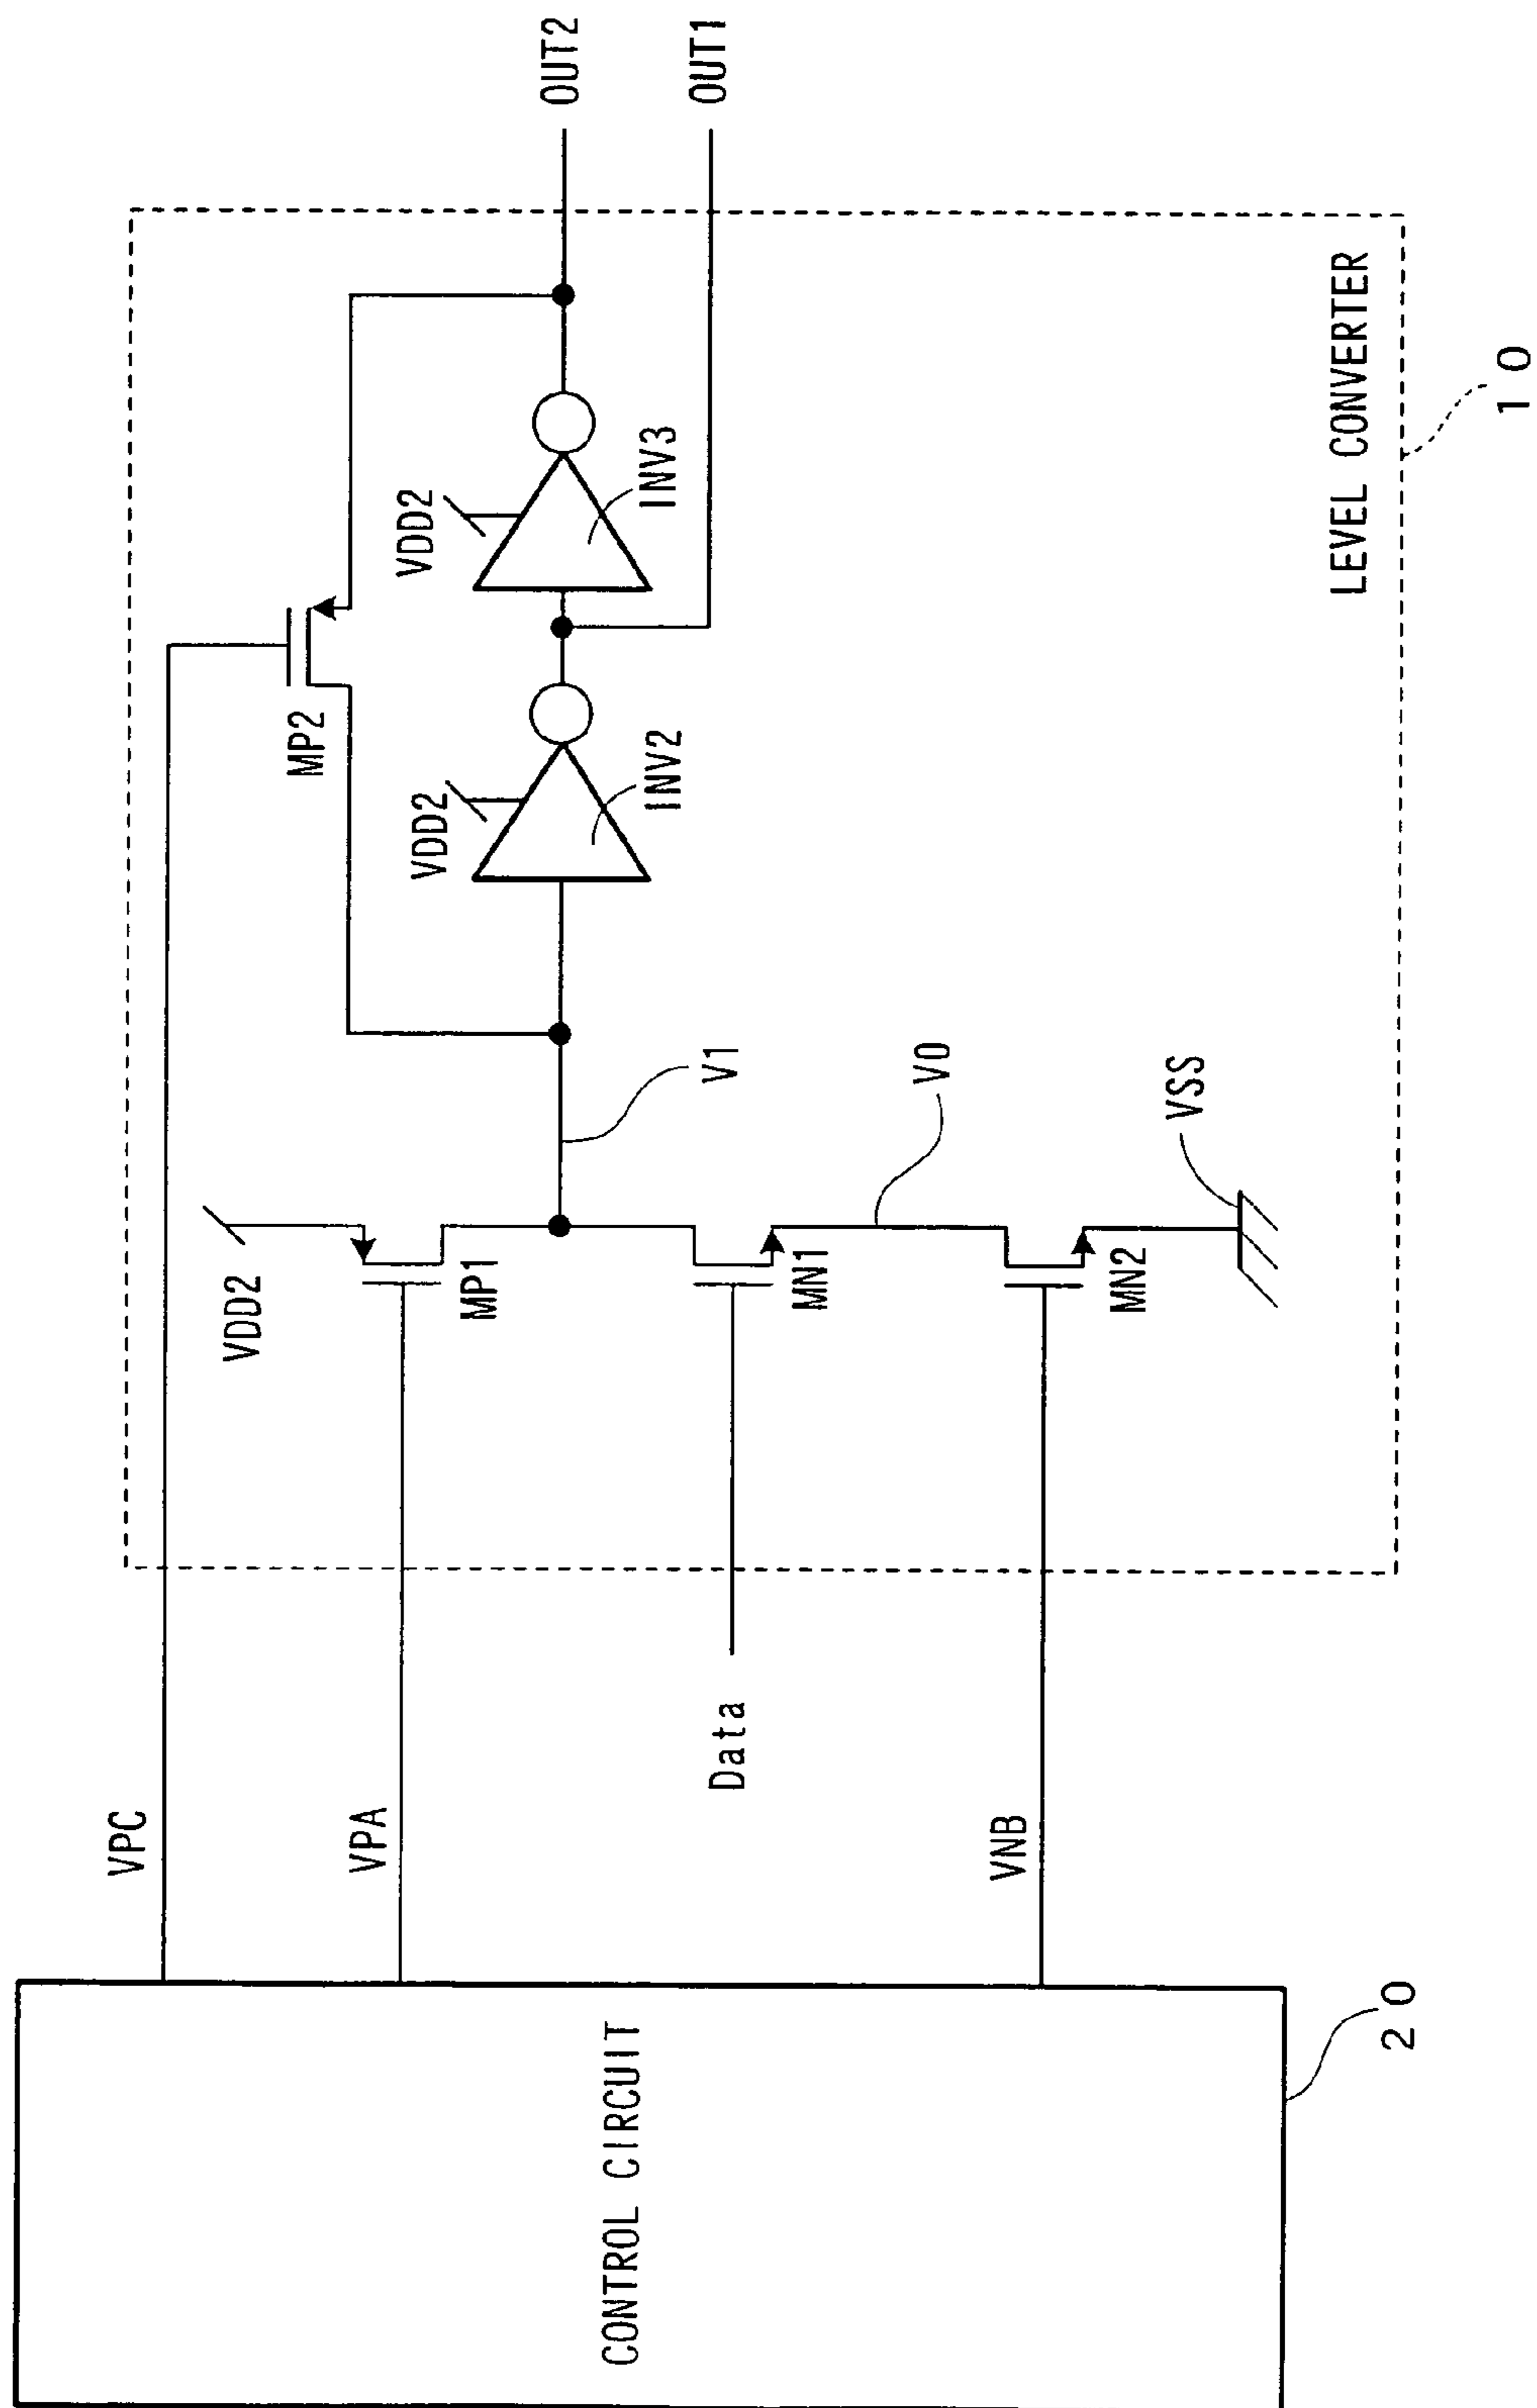 CONTROL CIRCUIT
20
VPC
VPA
Data
VNB
VDD2
MP1
MN1
MN2
V1
V0
VSS
MP2
VDD2
INV2
VDD2
INV3
OUT2
OUT1
LEVEL CONVERTER
10